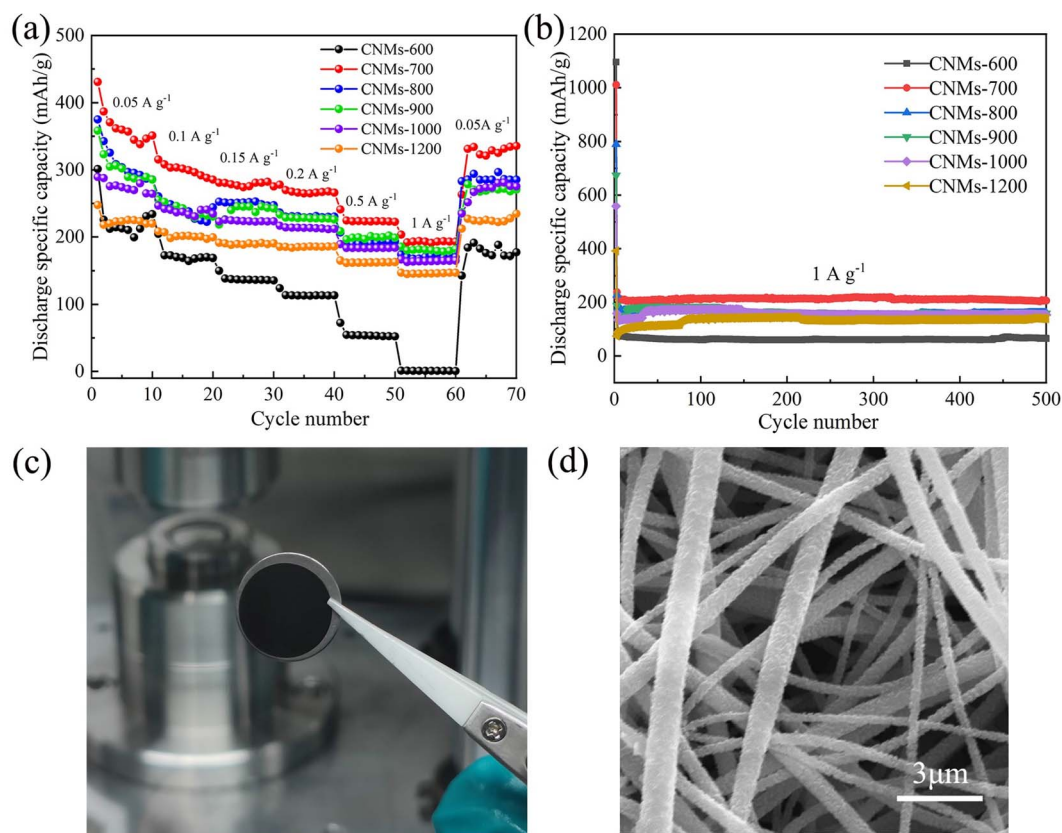 (a)
Discharge specific capacity (mAh/g)
500
400
300
200
100
0
0 10 20 30 40 50 60 70
Cycle number
CNMs-600
CNMs-700
CNMs-800
CNMs-900
CNMs-1000
CNMs-1200
0.05 A g⁻¹
0.1 A g⁻¹
0.15 A g⁻¹
0.2 A g⁻¹
0.5 A g⁻¹
1 A g⁻¹
0.05A g⁻¹
(b)
Discharge specific capacity (mAh/g)
1200
1000
800
600
400
200
0
0 100 200 300 400 500
Cycle number
CNMs-600
CNMs-700
CNMs-800
CNMs-900
CNMs-1000
CNMs-1200
1 A g⁻¹
(c)
(d)
3μm